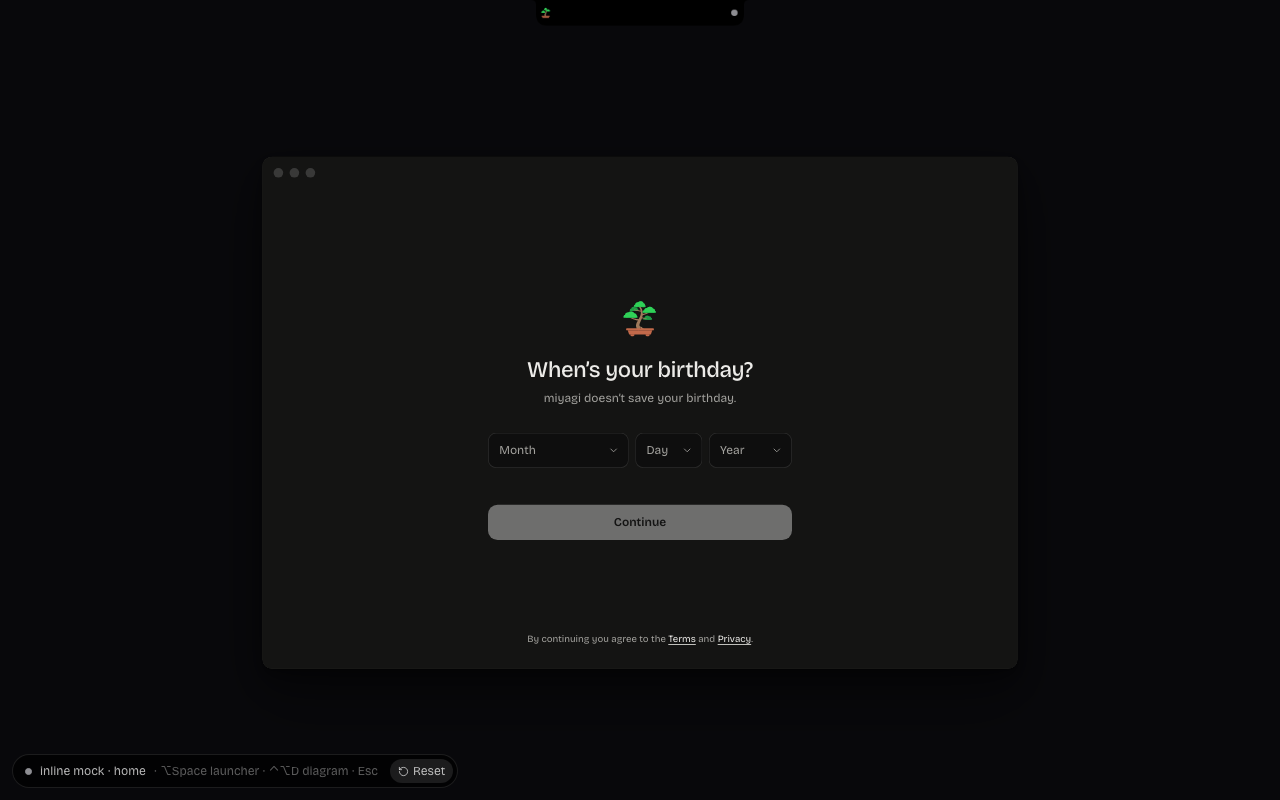 When's your birthday?
miyagi doesn't save your birthday.
Month Day Year
Continue
By continuing you agree to the Terms and Privacy.
inline mock · home · ⌥Space launcher · ^⌥D diagram · Esc Reset